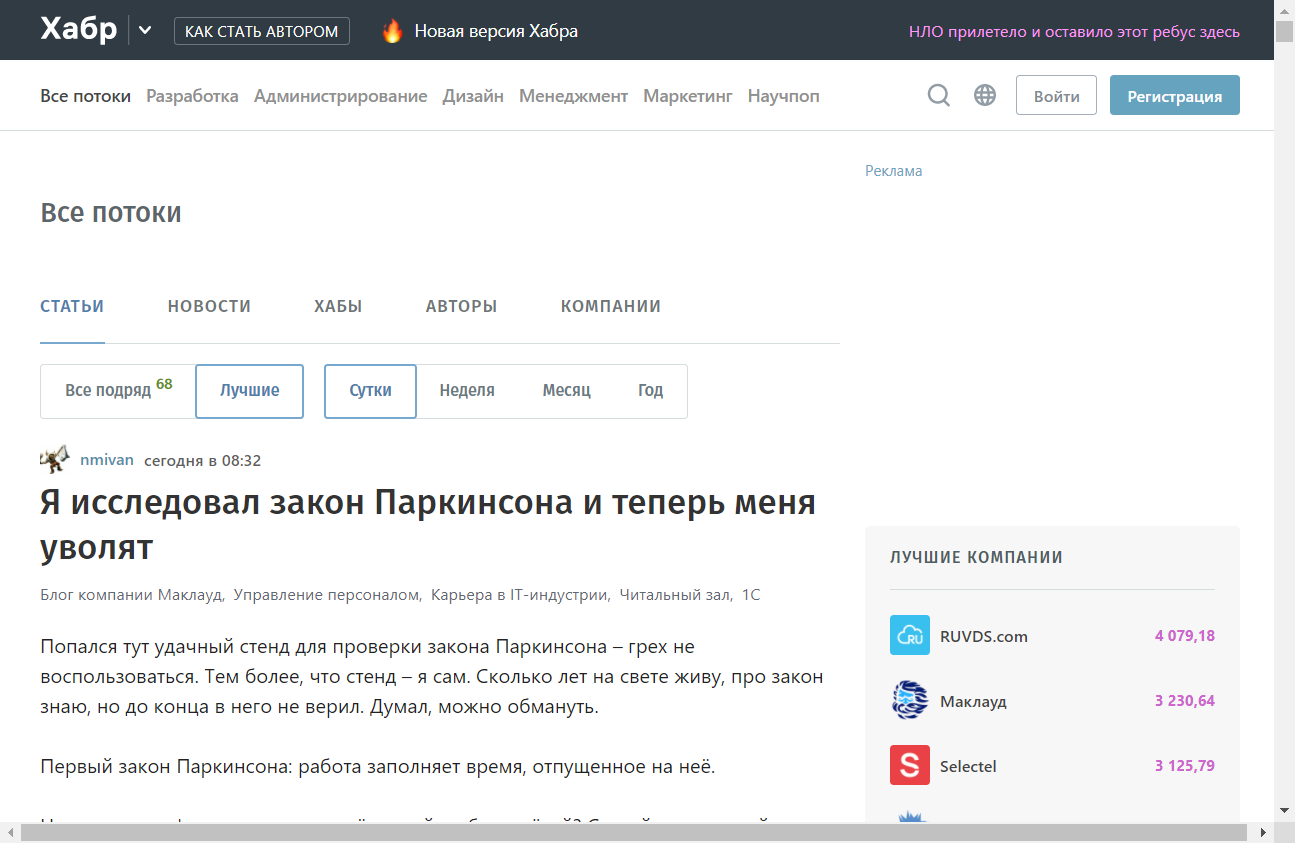 Хабр
КАК СТАТЬ АВТОРОМ
Новая версия Хабра
НЛО прилетело и оставило этот ребус здесь
Все потоки Разработка Администрирование Дизайн Менеджмент Маркетинг Научпоп
Войти
Регистрация
Реклама
Все потоки
СТАТЬИ НОВОСТИ ХАБЫ АВТОРЫ КОМПАНИИ
Все подряд 68 Лучшие Сутки Неделя Месяц Год
nmivan сегодня в 08:32
Я исследовал закон Паркинсона и теперь меня
уволят
Блог компании Маклауд, Управление персоналом, Карьера в IT-индустрии, Читальный зал, 1С
Попался тут удачный стенд для проверки закона Паркинсона – грех не
воспользоваться. Тем более, что стенд – я сам. Сколько лет на свете живу, про закон
знаю, но до конца в него не верил. Думал, можно обмануть.
Первый закон Паркинсона: работа заполняет время, отпущенное на неё.
ЛУЧШИЕ КОМПАНИИ
RU
RUVDS.com 4 079,18
Маклауд 3 230,64
S
Selectel 3 125,79